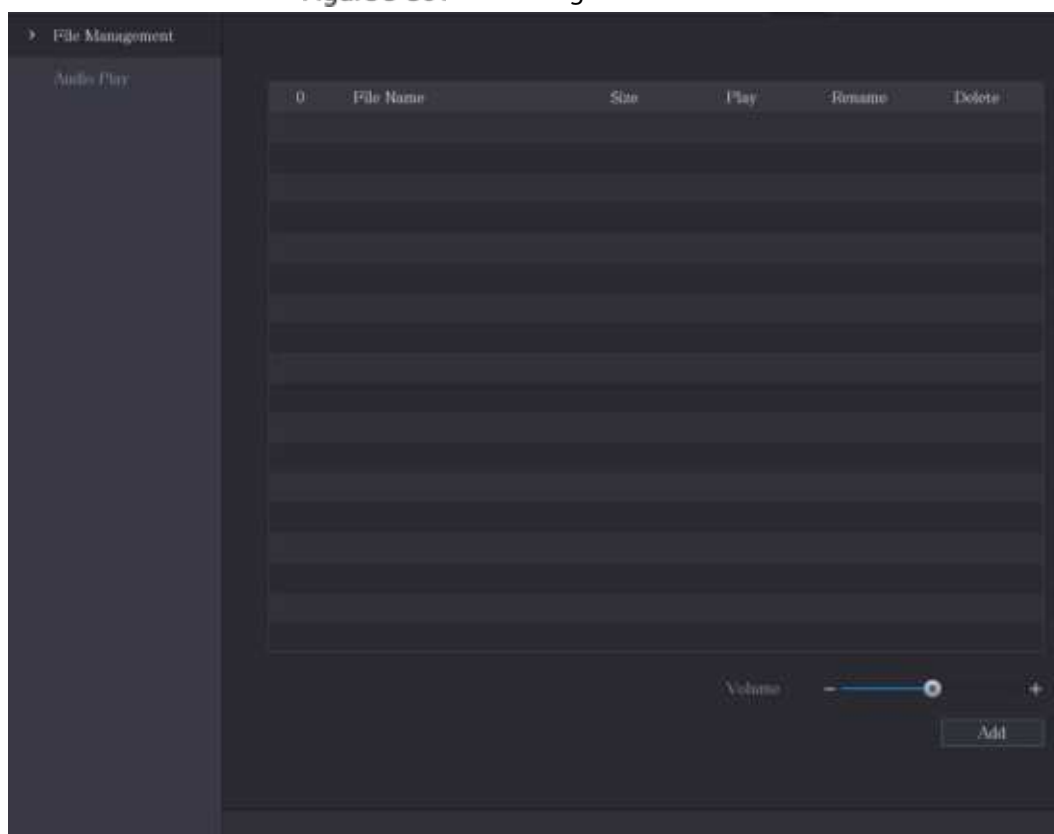 File Management
Audio Play
0 File Name Size Play Rename Delete
Volume - +
Add